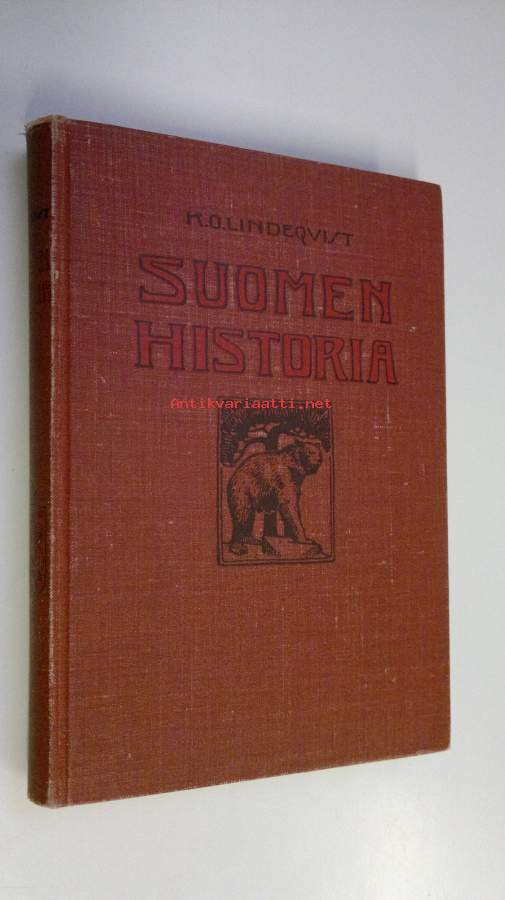 K.O.LINDEQVIST
SUOMEN
HISTORIA
Antikvariaatti.net